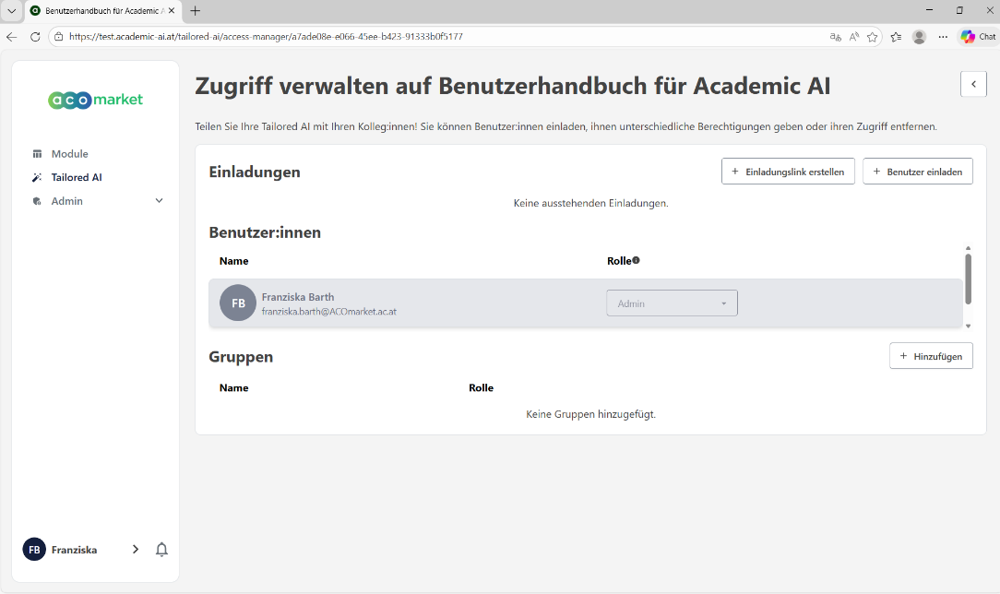 Benutzerhandbuch für Academic A
https://test.academic-ai.at/tailored-ai/access-manager/a7ade08e-e066-45ee-b423-91333b0f5177
Chat
acomarket
Module
Tailored AI
Admin
Zugriff verwalten auf Benutzerhandbuch für Academic AI
Teilen Sie Ihre Tailored AI mit Ihren Kolleg:innen! Sie können Benutzer:innen einladen, ihnen unterschiedliche Berechtigungen geben oder ihren Zugriff entfernen.
Einladungen
+ Einladungslink erstellen
+ Benutzer einladen
Keine ausstehenden Einladungen.
Benutzer:innen
Name Rolle
FB
Franziska Barth
franziska.barth@ACOmarket.ac.at
Admin
Gruppen
+ Hinzufügen
Name Rolle
Keine Gruppen hinzugefügt.
FB Franziska